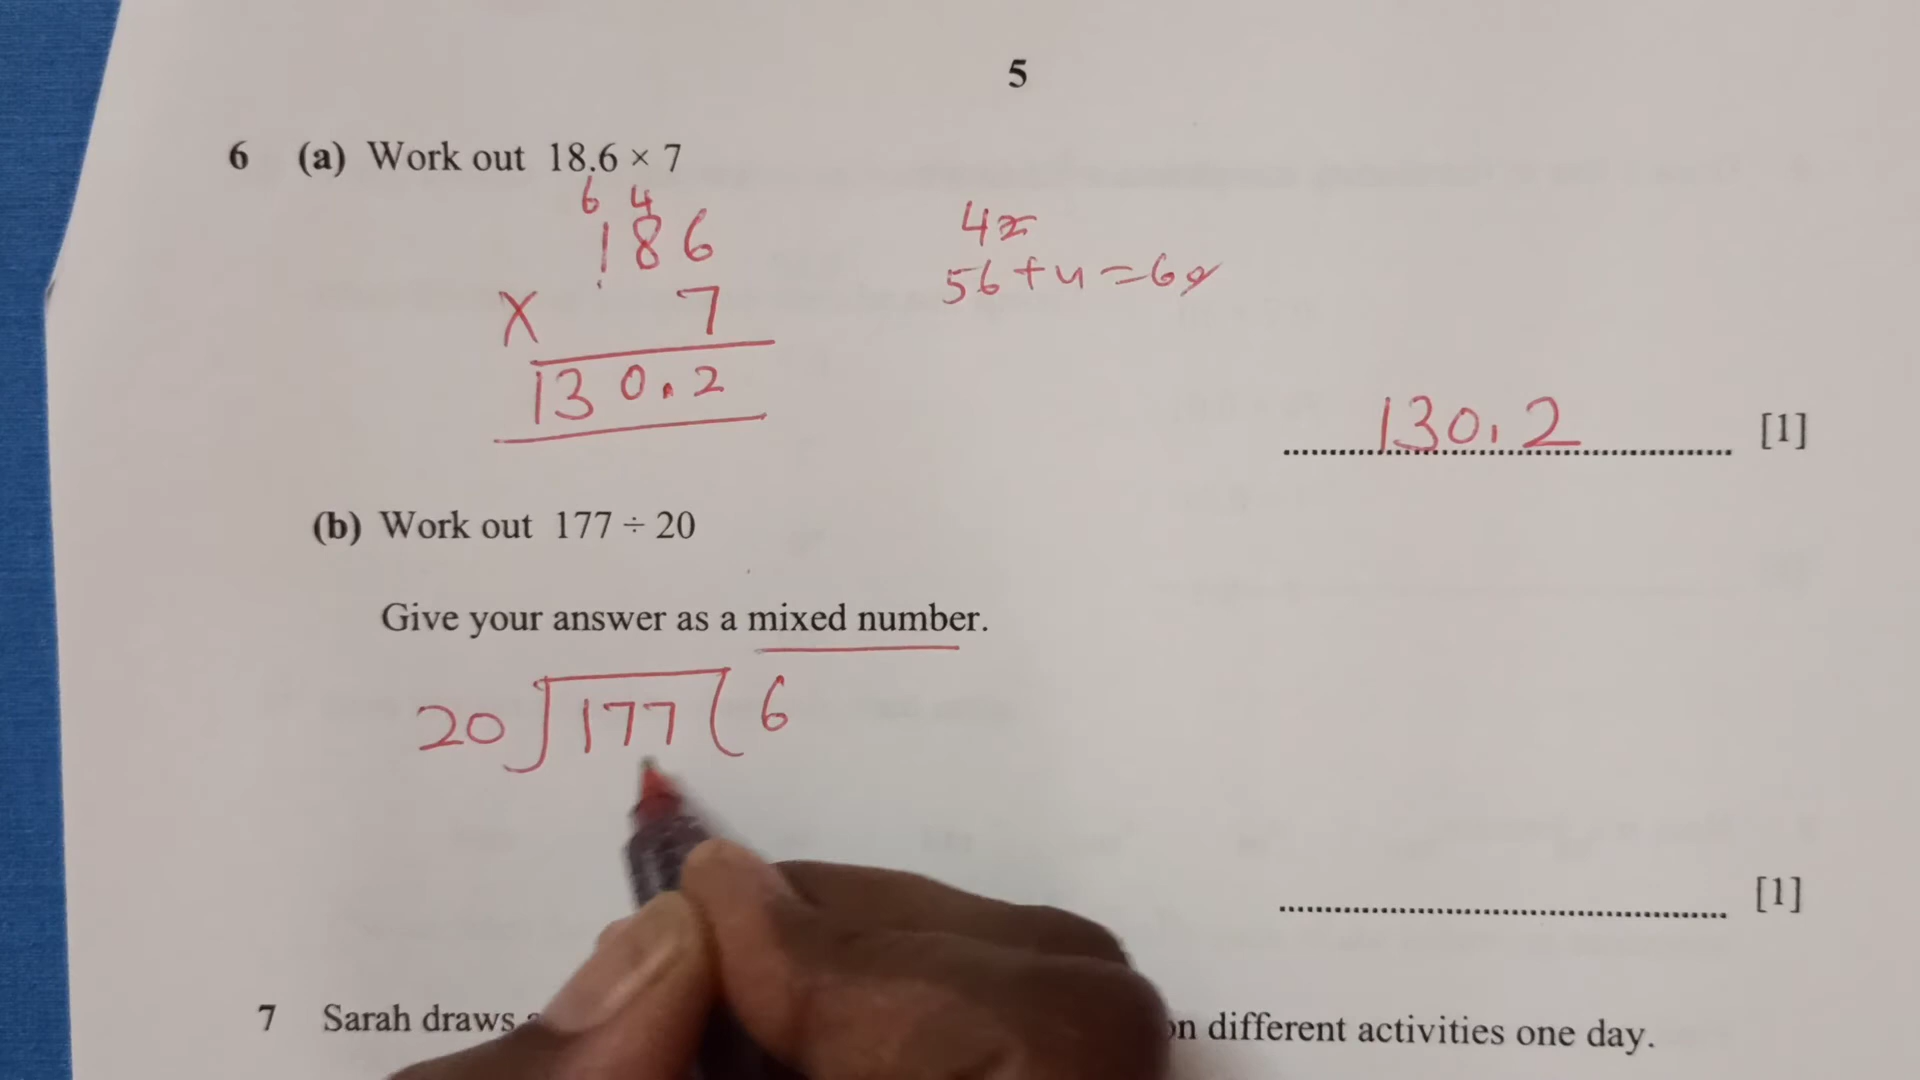 5
6 (a) Work out 18.6 × 7
6 4
186
× 7
130.2
4x
56 + 4 = 60
130.2 [1]
(b) Work out 177 ÷ 20
Give your answer as a mixed number.
20 177 ( 6
[1]
7 Sarah draws on different activities one day.